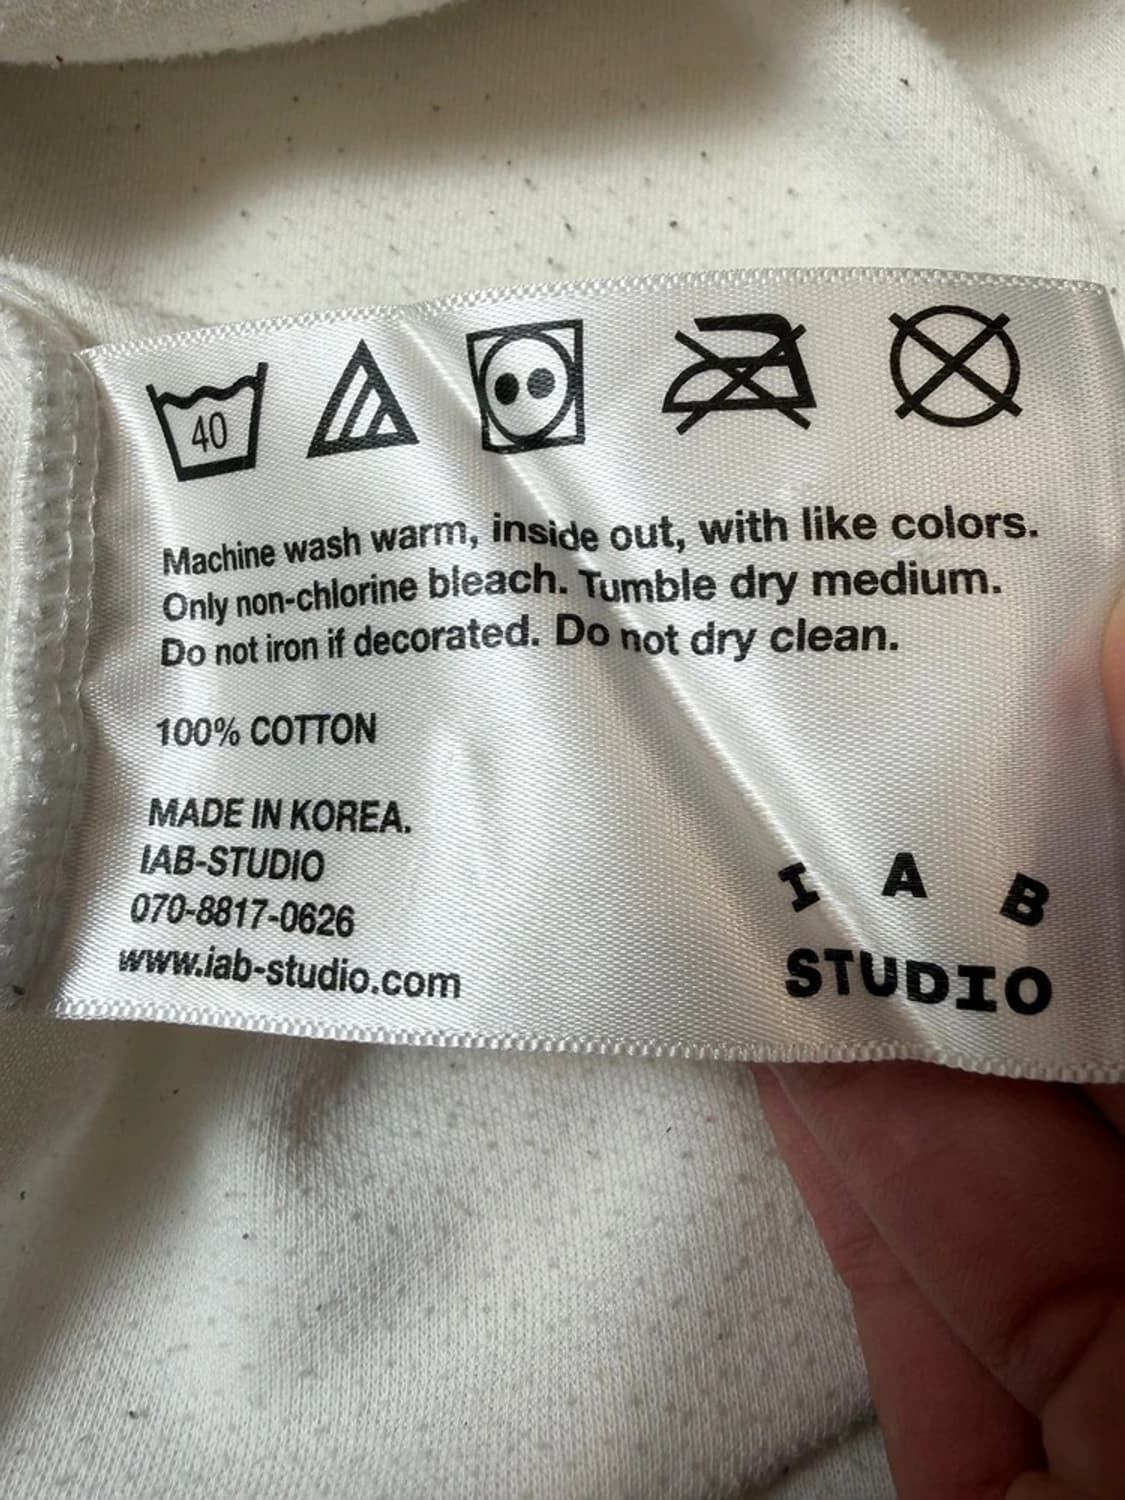 40
Machine wash warm, inside out, with like colors.
Only non-chlorine bleach. Tumble dry medium.
Do not iron if decorated. Do not dry clean.
100% COTTON
MADE IN KOREA.
IAB-STUDIO
070-8817-0626
www.iab-studio.com
I A B
STUDIO